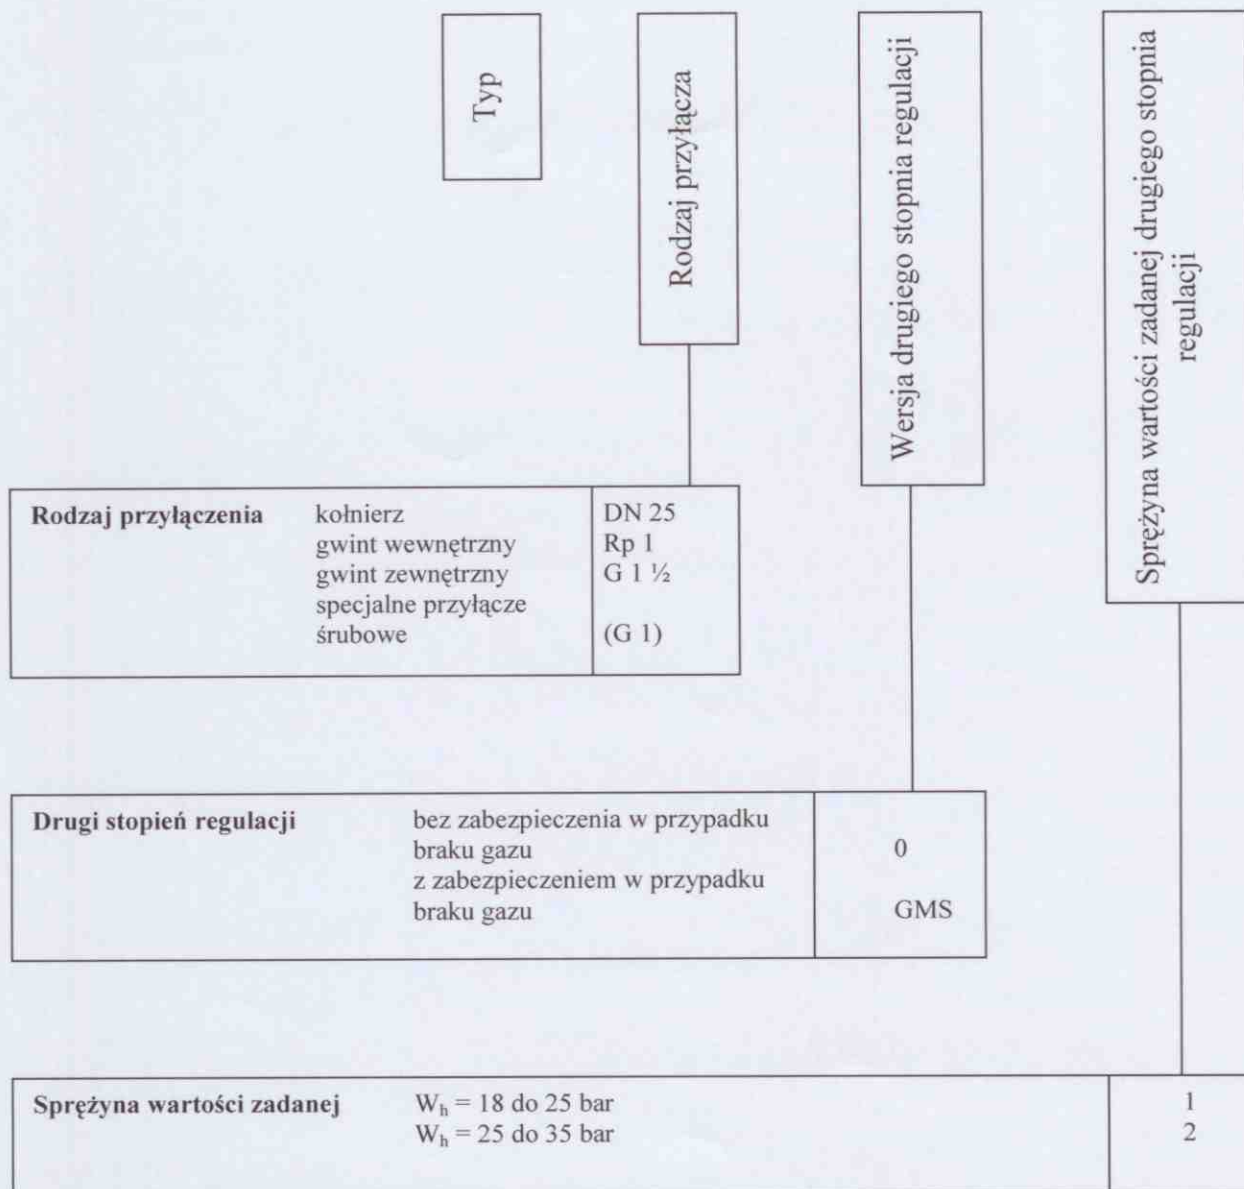 Typ
Rodzaj przyłącza
Wersja drugiego stopnia regulacji
Sprężyna wartości zadanej drugiego stopnia
regulacji
Rodzaj przyłączenia kołnierz DN 25
gwint wewnętrzny Rp 1
gwint zewnętrzny G 1 ½
specjalne przyłącze
śrubowe (G 1)
Drugi stopień regulacji bez zabezpieczenia w przypadku
braku gazu 0
z zabezpieczeniem w przypadku
braku gazu GMS
Sprężyna wartości zadanej Wₕ = 18 do 25 bar 1
Wₕ = 25 do 35 bar 2